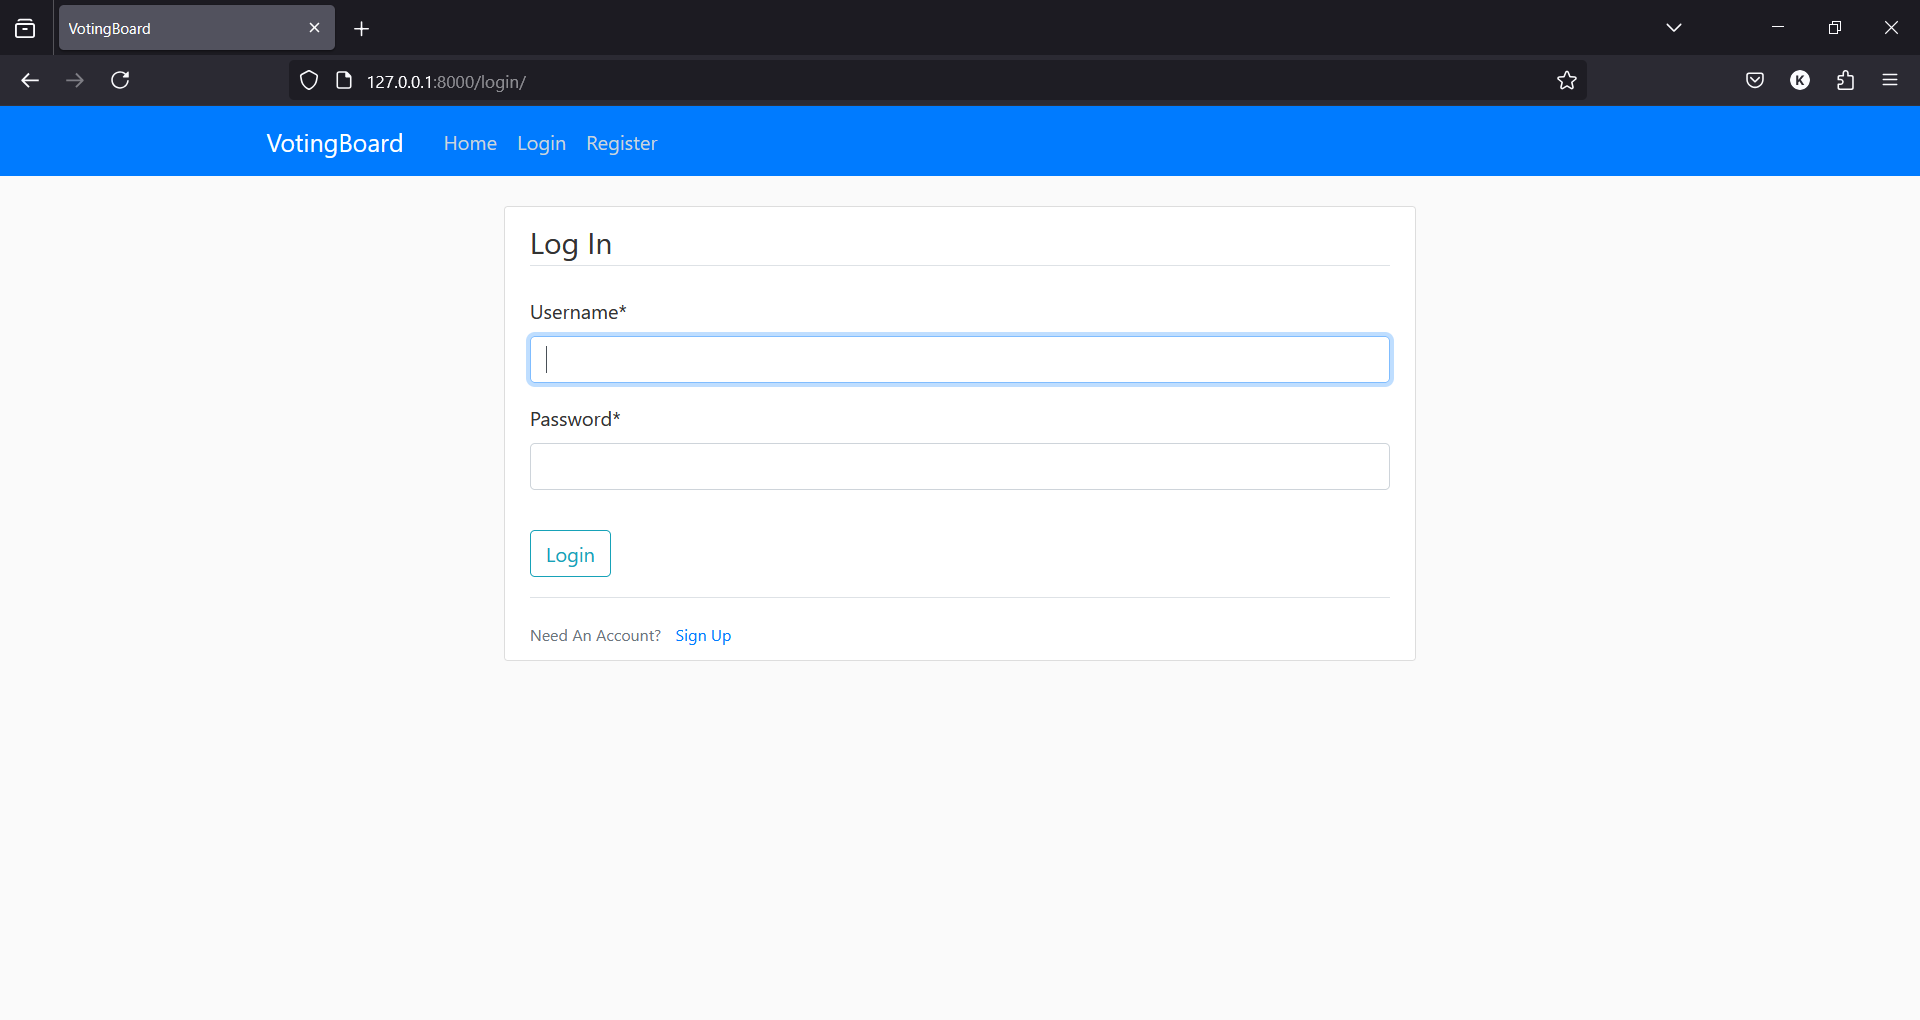 VotingBoard
127.0.0.1:8000/login/
K
VotingBoard Home Login Register
Log In
Username*
Password*
Login
Need An Account? Sign Up